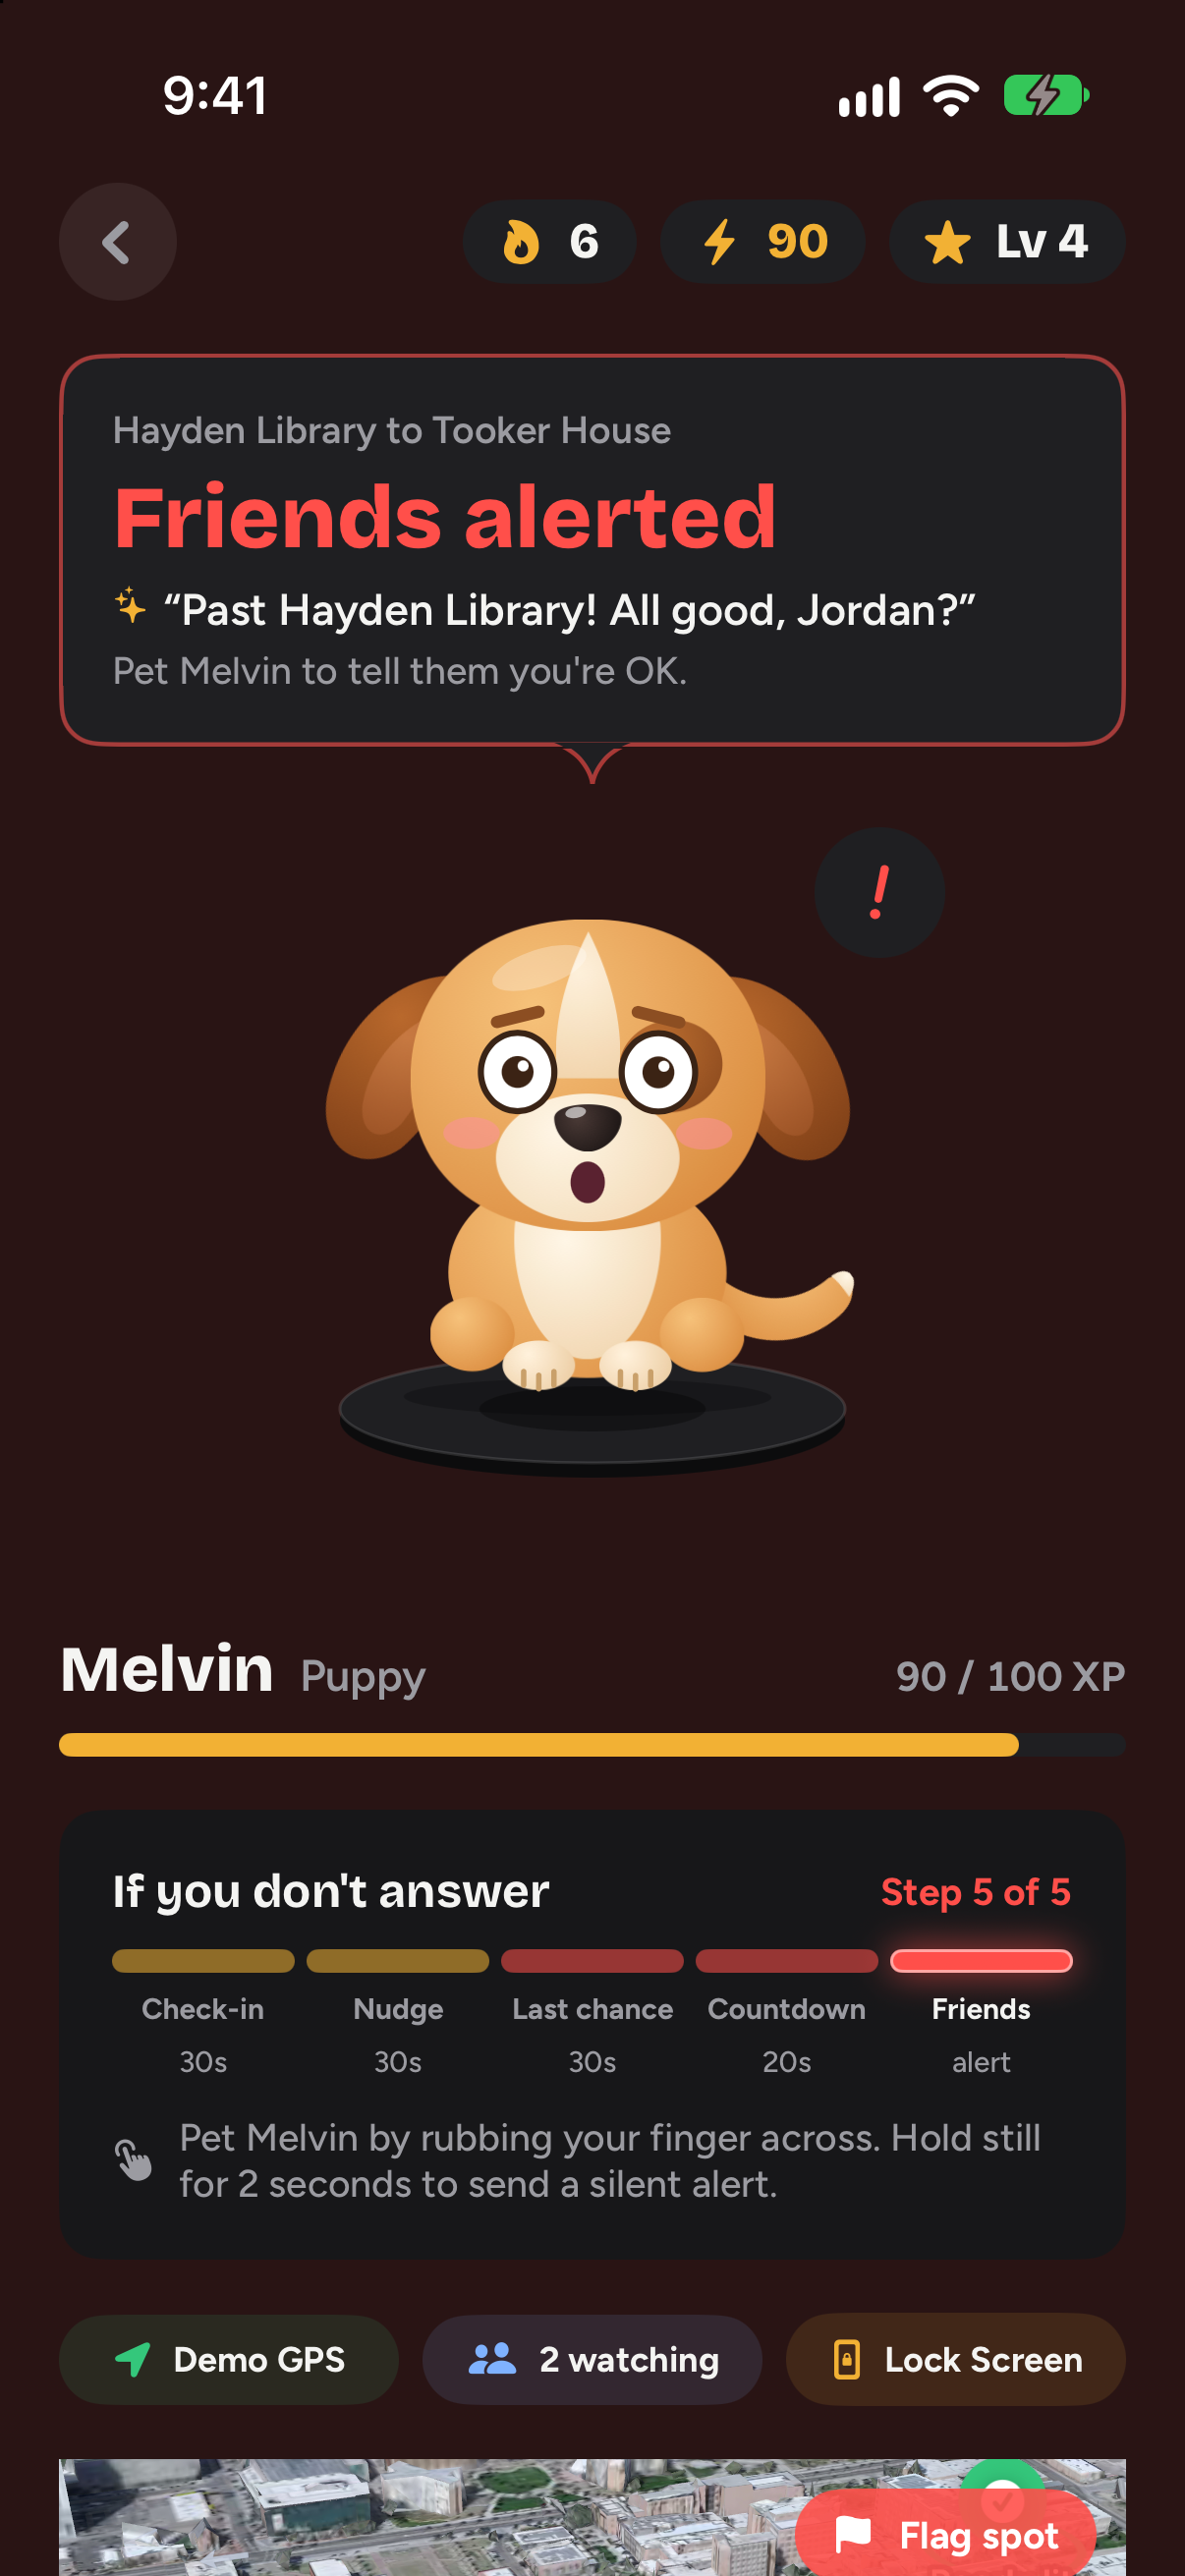 9:41
6
90
Lv 4
Hayden Library to Tooker House
Friends alerted
“Past Hayden Library! All good, Jordan?”
Pet Melvin to tell them you're OK.
!
Melvin Puppy
90 / 100 XP
If you don't answer
Step 5 of 5
Check-in
Nudge
Last chance
Countdown
Friends
30s
30s
30s
20s
alert
Pet Melvin by rubbing your finger across. Hold still
for 2 seconds to send a silent alert.
Demo GPS
2 watching
Lock Screen
Flag spot